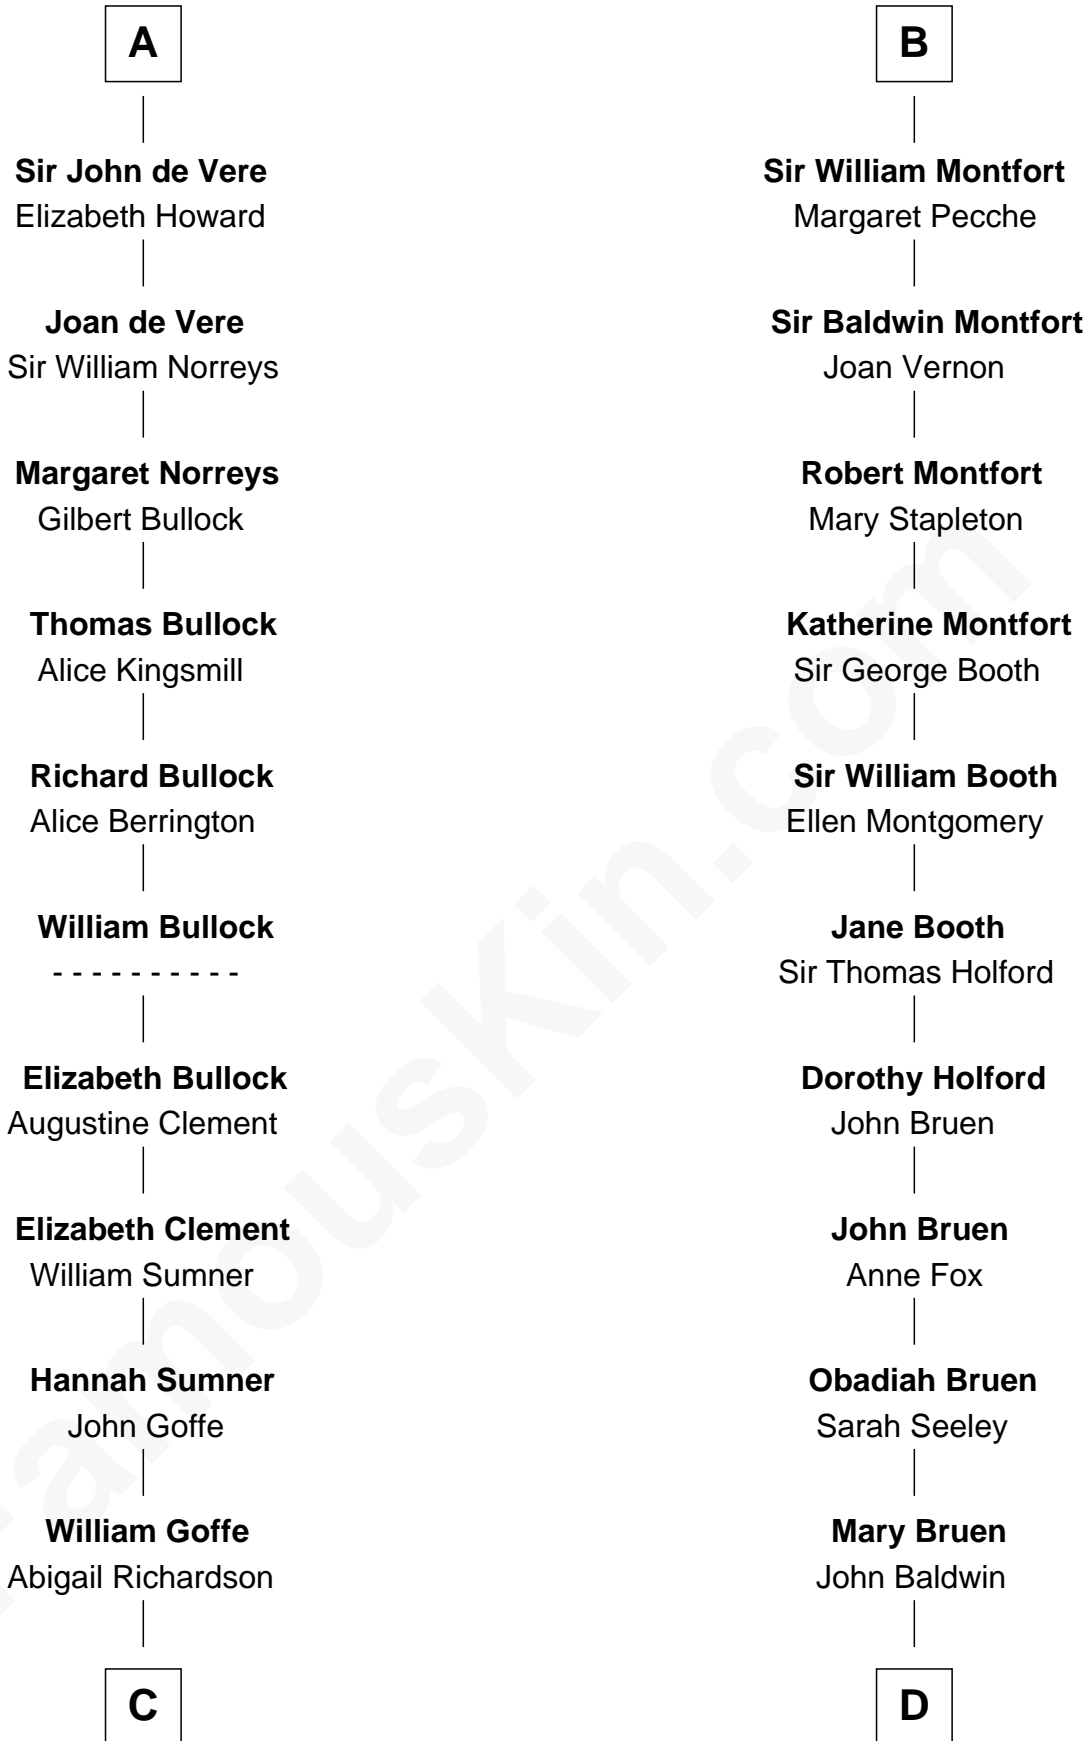 A
Sir John de Vere
Elizabeth Howard
Joan de Vere
Sir William Norreys
Margaret Norreys
Gilbert Bullock
Thomas Bullock
Alice Kingsmill
Richard Bullock
Alice Berrington
William Bullock
- - - - - - - - - -
Elizabeth Bullock
Augustine Clement
Elizabeth Clement
William Sumner
Hannah Sumner
John Goffe
William Goffe
Abigail Richardson
C
B
Sir William Montfort
Margaret Pecche
Sir Baldwin Montfort
Joan Vernon
Robert Montfort
Mary Stapleton
Katherine Montfort
Sir George Booth
Sir William Booth
Ellen Montgomery
Jane Booth
Sir Thomas Holford
Dorothy Holford
John Bruen
John Bruen
Anne Fox
Obadiah Bruen
Sarah Seeley
Mary Bruen
John Baldwin
D
FamousKin.com